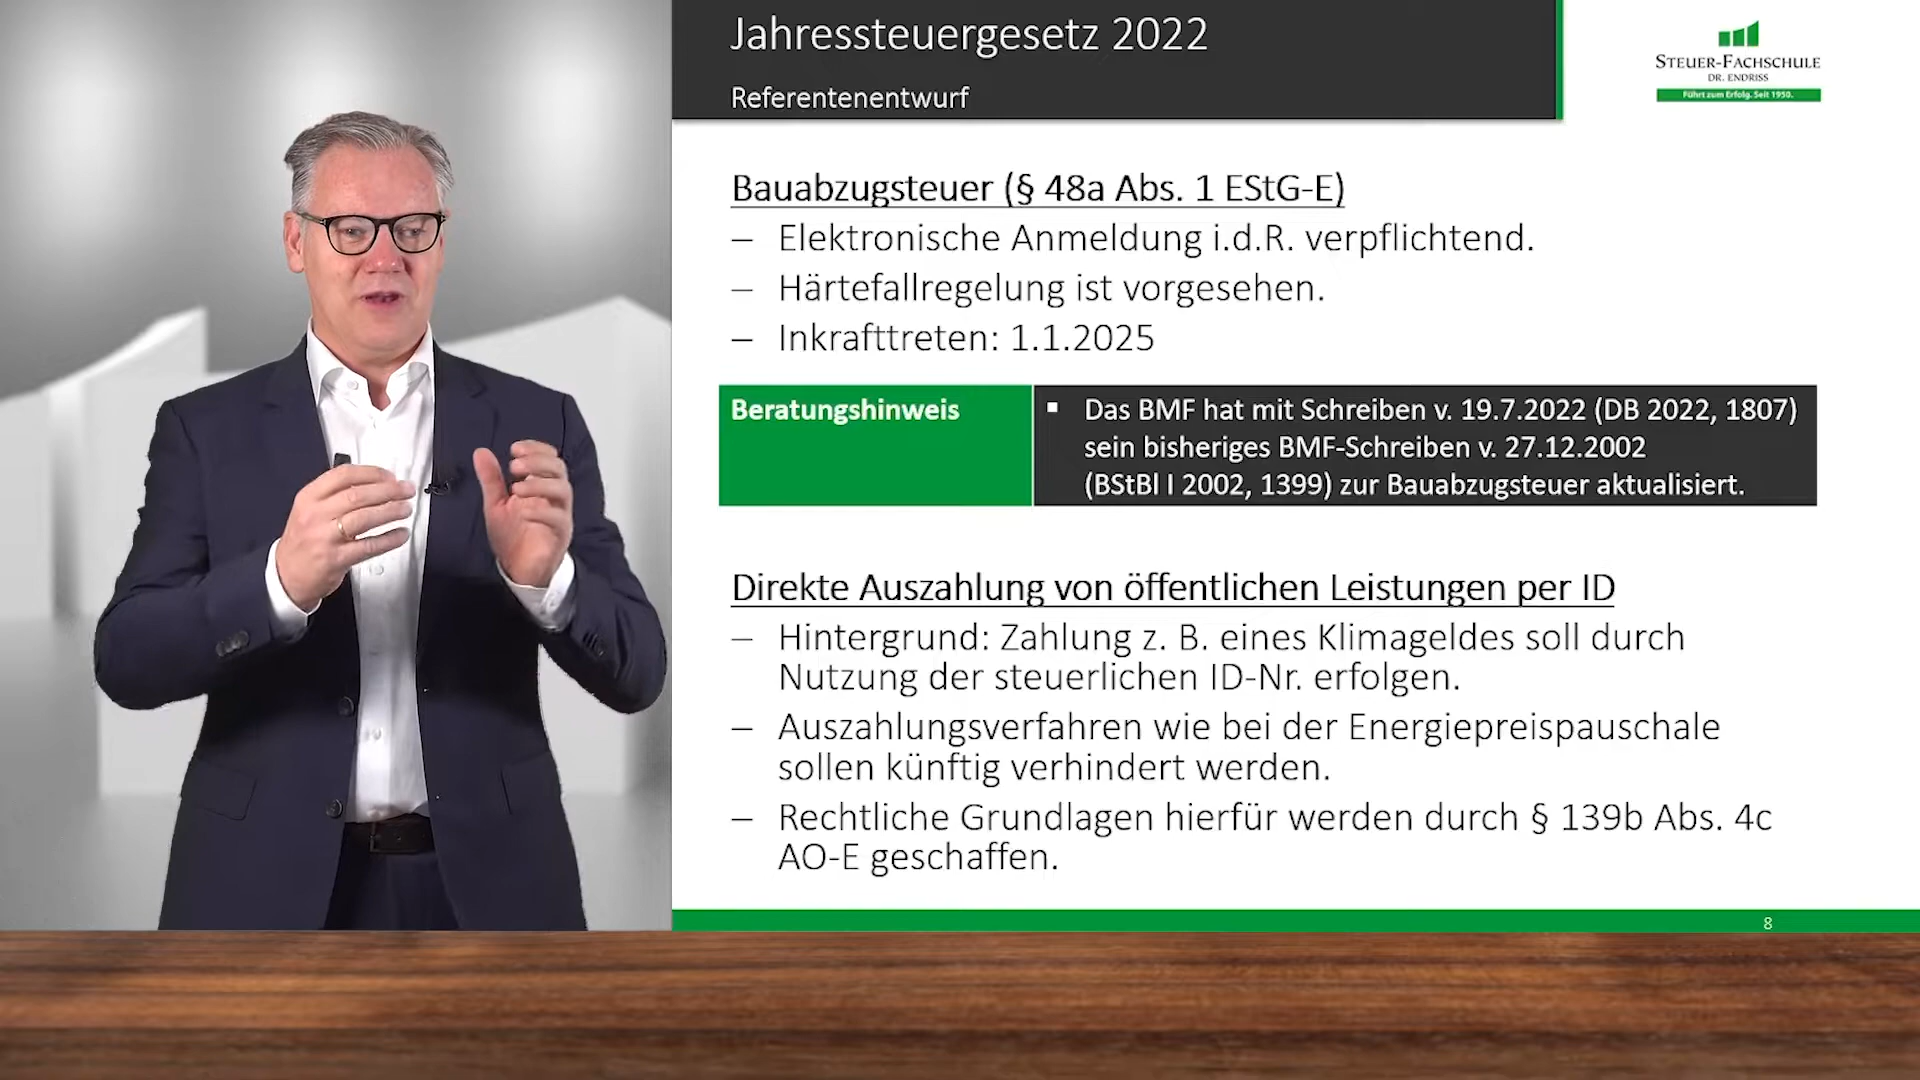 Jahressteuergesetz 2022
Referentenentwurf
STEUER-FACHSCHULE
DR. ENDRISS
Führt zum Erfolg. Seit 1950.
Bauabzugsteuer (§ 48a Abs. 1 EStG-E)
– Elektronische Anmeldung i.d.R. verpflichtend.
– Härtefallregelung ist vorgesehen.
– Inkrafttreten: 1.1.2025
Beratungshinweis
▪ Das BMF hat mit Schreiben v. 19.7.2022 (DB 2022, 1807)
sein bisheriges BMF-Schreiben v. 27.12.2002
(BStBl I 2002, 1399) zur Bauabzugsteuer aktualisiert.
Direkte Auszahlung von öffentlichen Leistungen per ID
– Hintergrund: Zahlung z. B. eines Klimageldes soll durch
Nutzung der steuerlichen ID-Nr. erfolgen.
– Auszahlungsverfahren wie bei der Energiepreispauschale
sollen künftig verhindert werden.
– Rechtliche Grundlagen hierfür werden durch § 139b Abs. 4c
AO-E geschaffen.
8